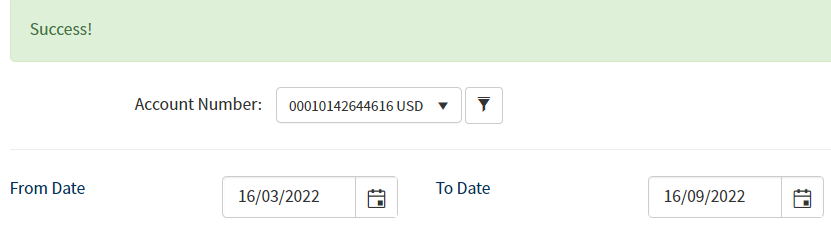 Success!
Account Number: 00010142644616 USD
From Date 16/03/2022 To Date 16/09/2022